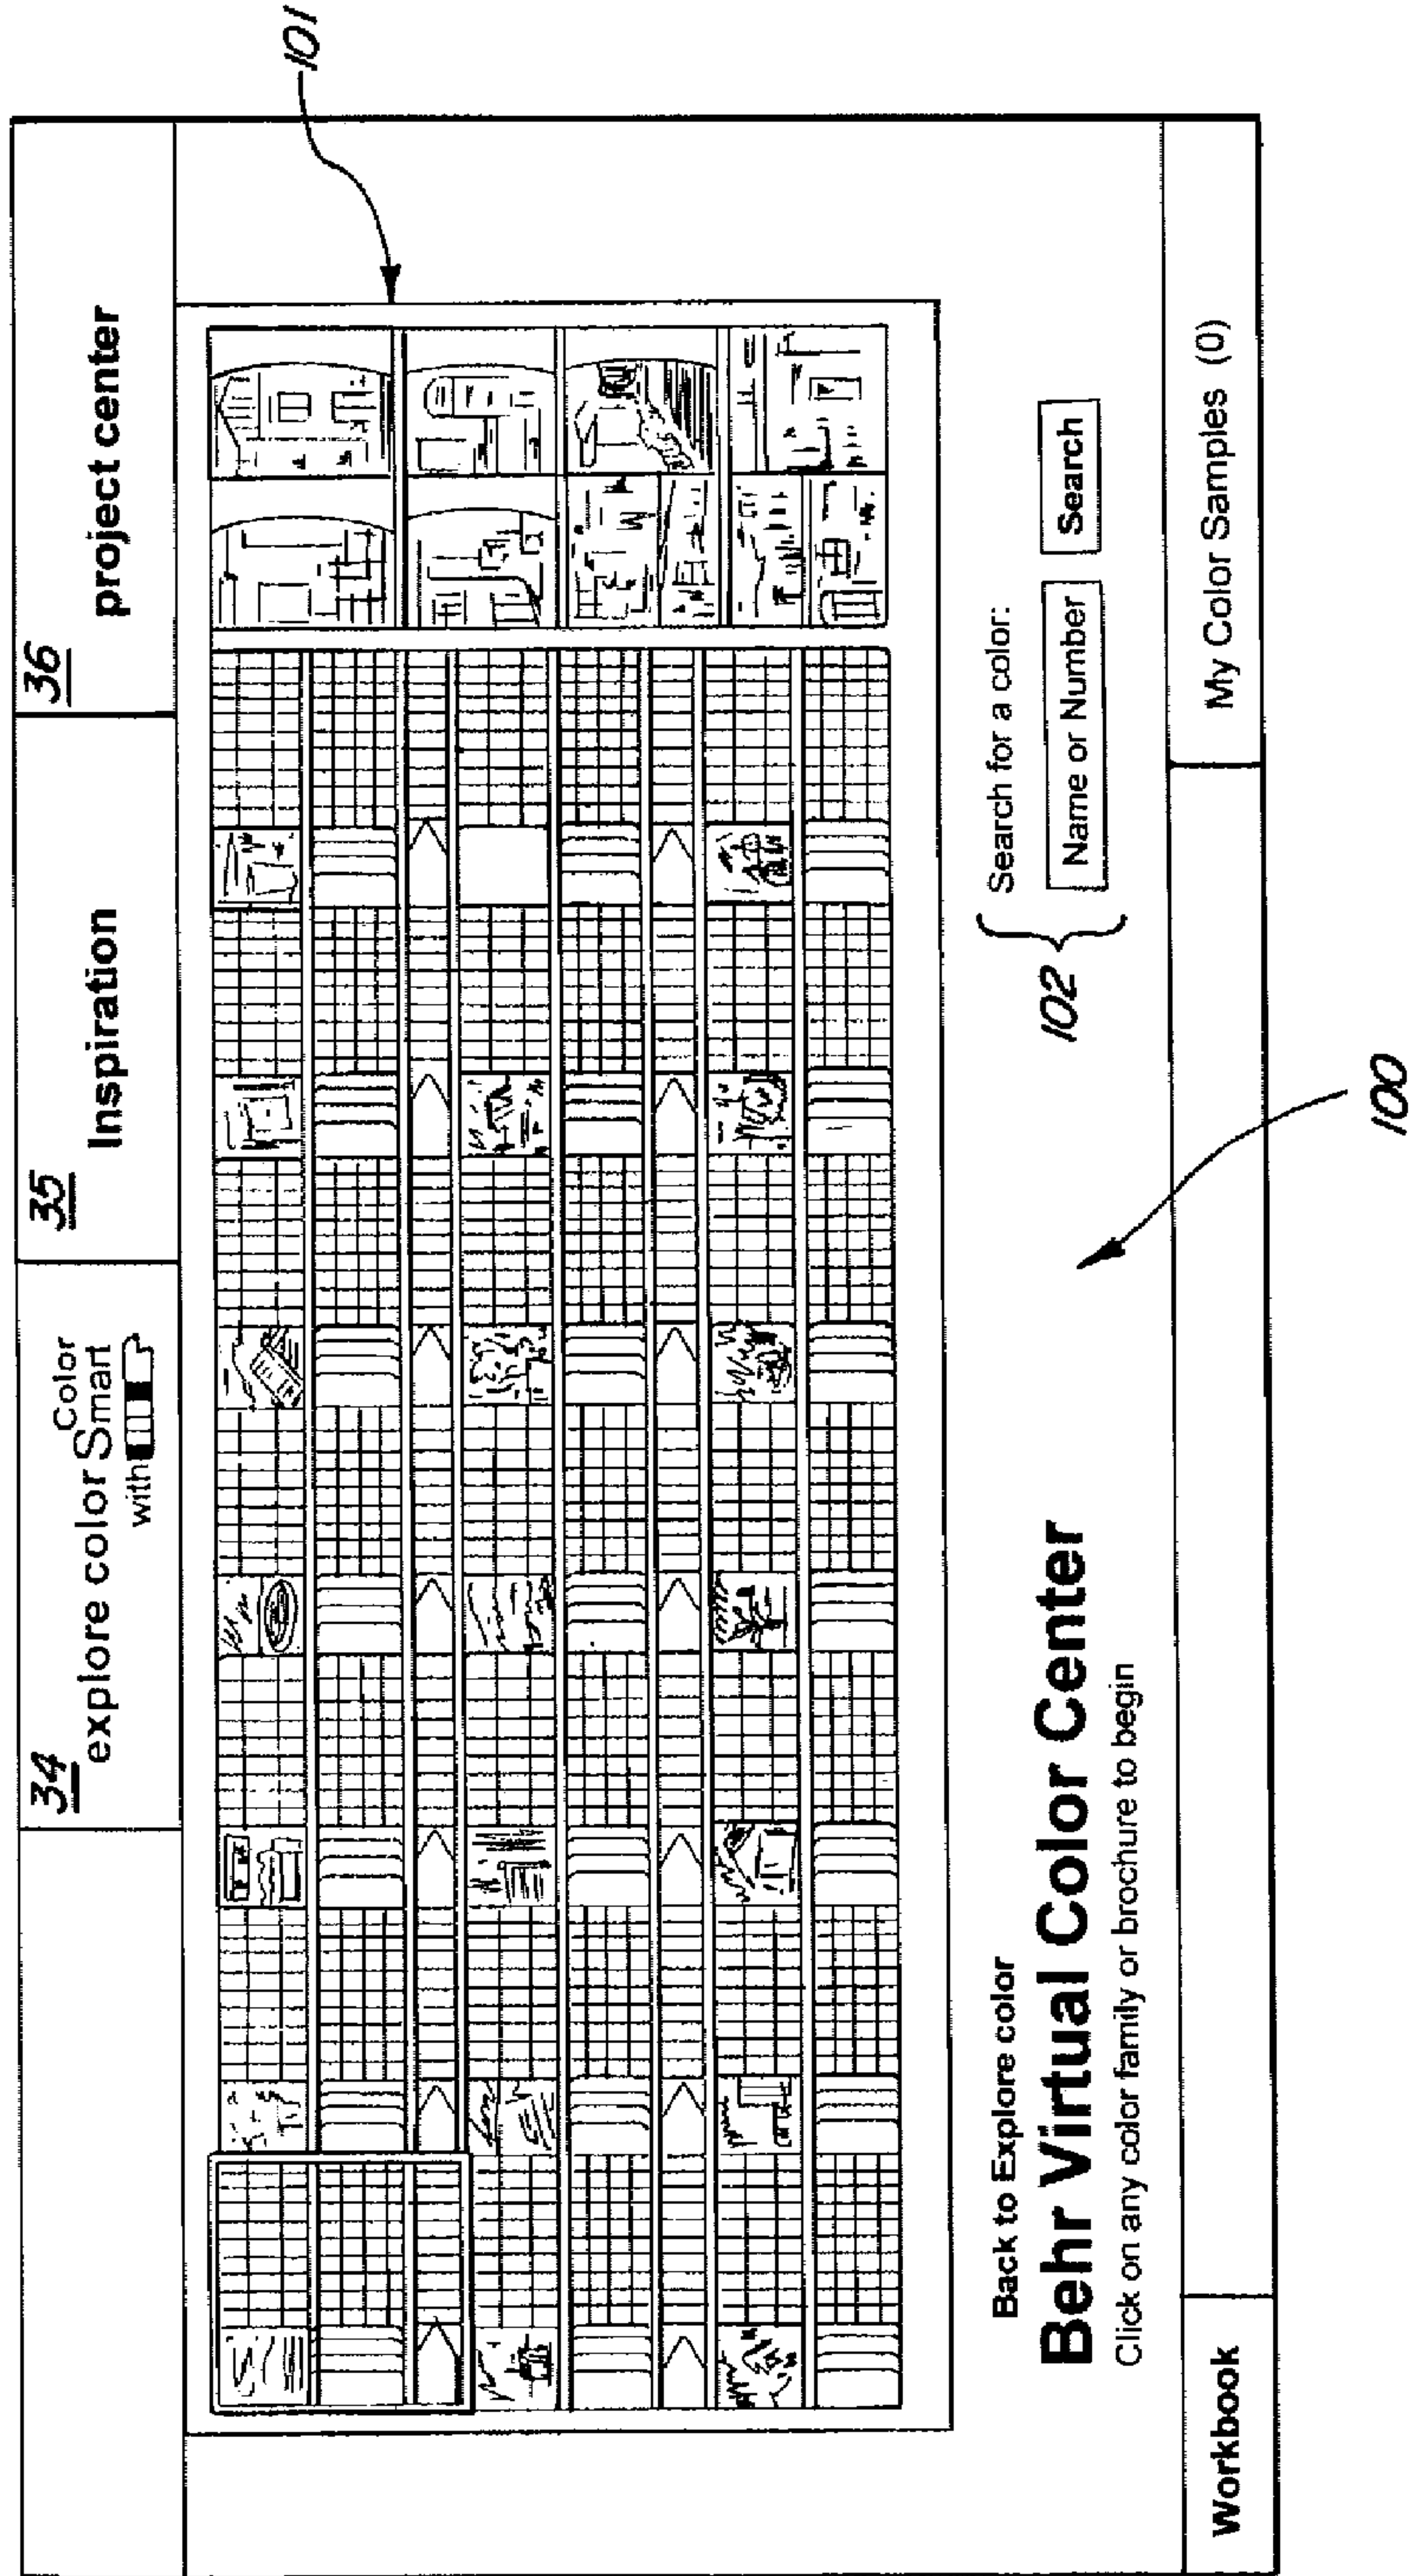 34
explore color
with
Color
Smart
35
Inspiration
36
project center
101
Back to Explore color
Behr Virtual Color Center
Click on any color family or brochure to begin
102
Search for a color:
Name or Number
Search
100
Workbook
My Color Samples (0)